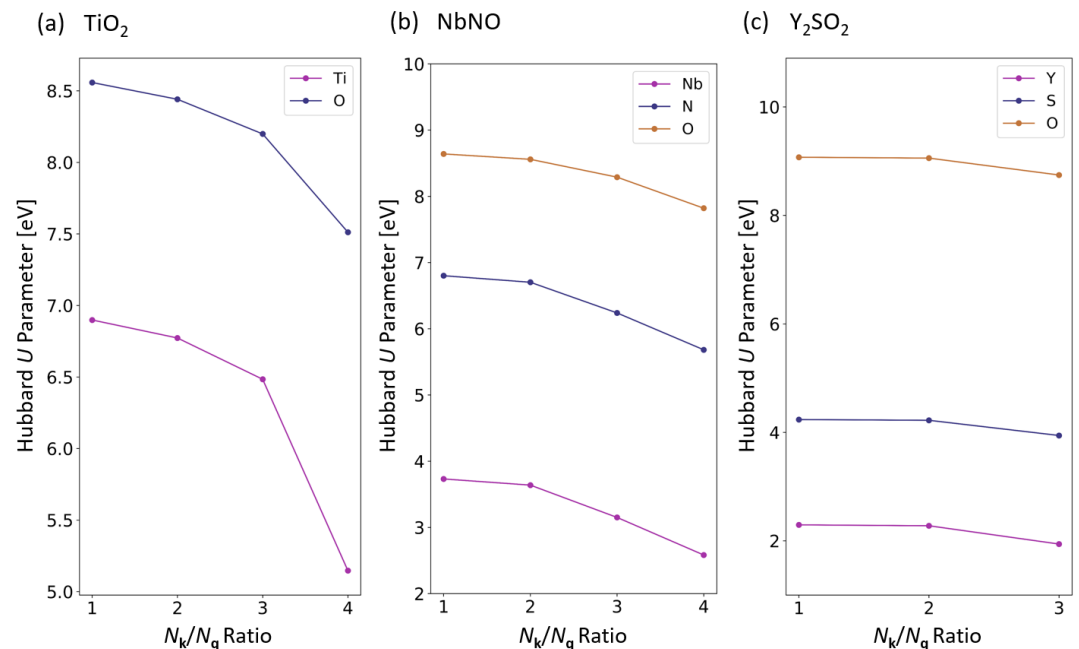 (a) TiO₂
Ti
O
8.5
8.0
7.5
7.0
6.5
6.0
5.5
5.0
1 2 3 4
Hubbard U Parameter [eV]
Nk/Nq Ratio
(b) NbNO
Nb
N
O
10
9
8
7
6
5
4
3
2
1 2 3 4
Hubbard U Parameter [eV]
Nk/Nq Ratio
(c) Y₂SO₂
Y
S
O
10
8
6
4
2
1 2 3
Hubbard U Parameter [eV]
Nk/Nq Ratio